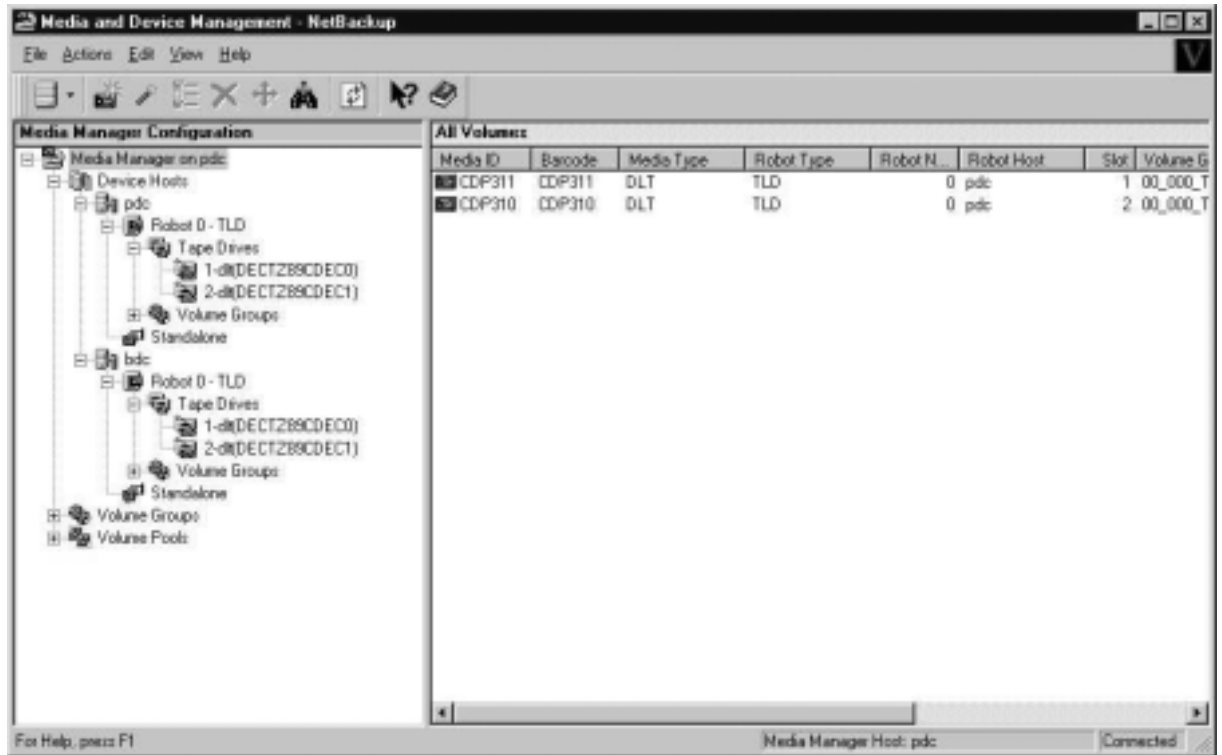 Media and Device Management - NetBackup
File Actions Edit View Help
V
Media Manager Configuration
All Volumes:
Media Manager on pdc
Device Hosts
pdc
Robot 0 - TLD
Tape Drives
1-dlt(DECTZ89CDEC0)
2-dlt(DECTZ89CDEC1)
Volume Groups
Standalone
bdc
Robot 0 - TLD
Tape Drives
1-dlt(DECTZ89CDEC0)
2-dlt(DECTZ89CDEC1)
Volume Groups
Standalone
Volume Groups
Volume Pools
Media ID Barcode Media Type Robot Type Robot N... Robot Host Slot Volume G
CDP311 CDP311 DLT TLD 0 pdc 1 00_000_T
CDP310 CDP310 DLT TLD 0 pdc 2 00_000_T
For Help, press F1 Media Manager Host: pdc Connected